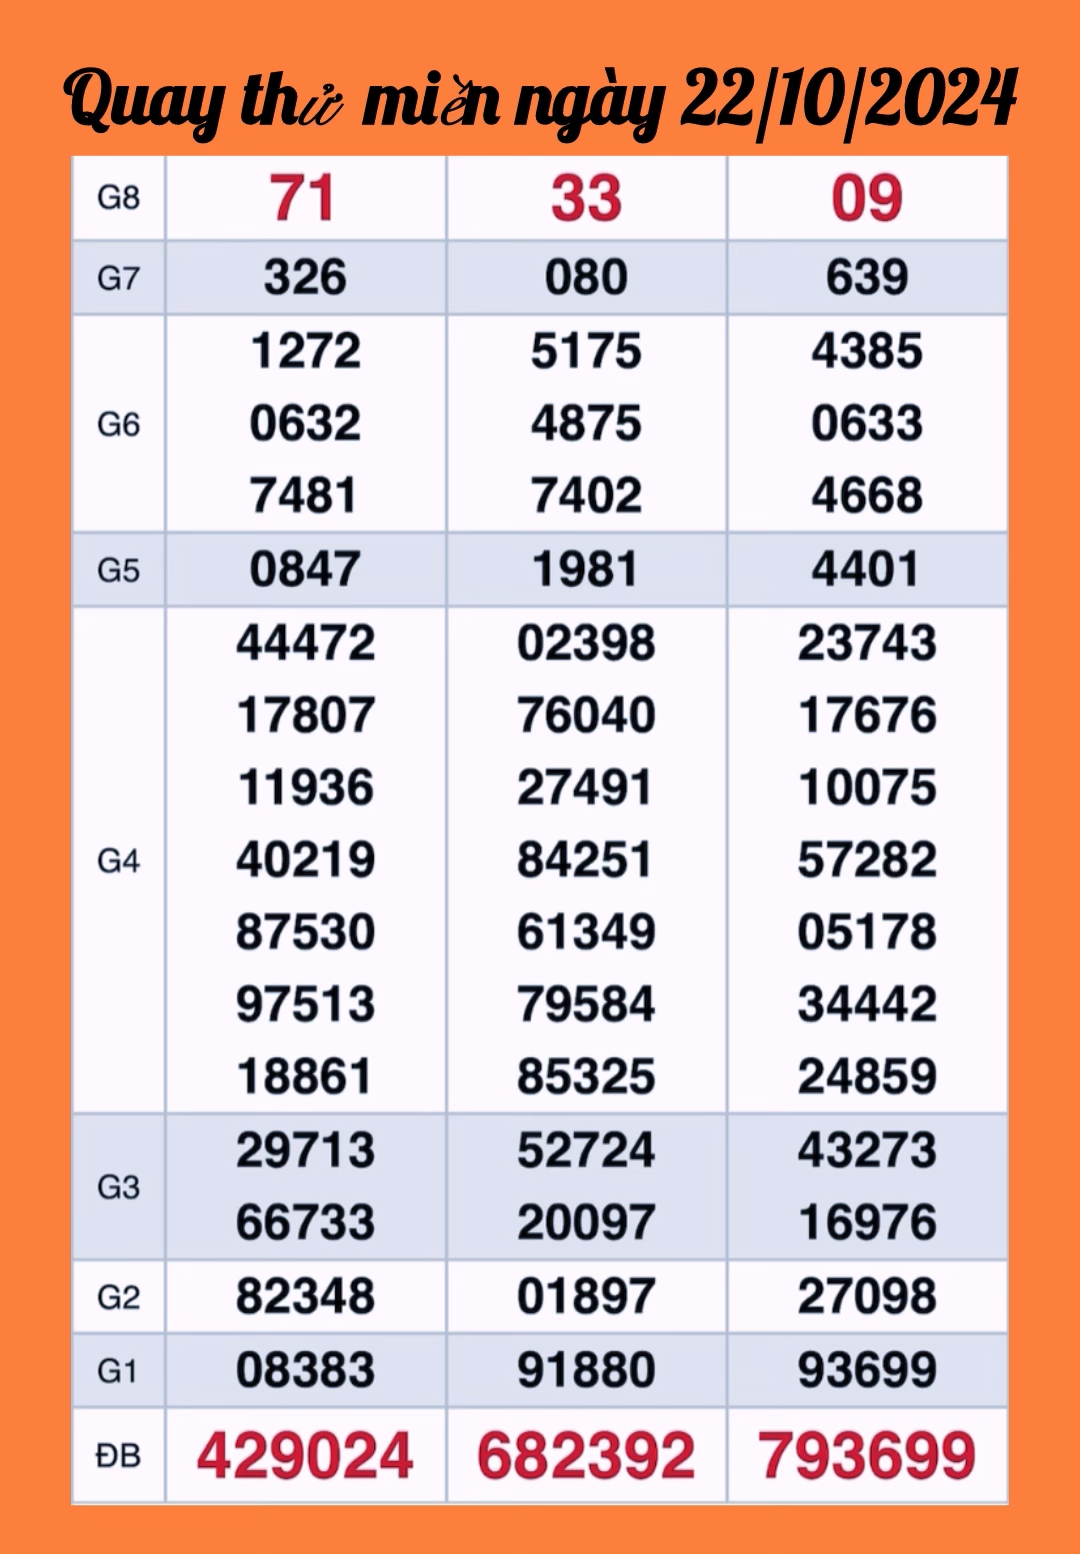 Quay thử miền ngày 22/10/2024
G8 71 33 09
G7 326 080 639
1272 5175 4385
G6 0632 4875 0633
7481 7402 4668
G5 0847 1981 4401
44472 02398 23743
17807 76040 17676
11936 27491 10075
G4 40219 84251 57282
87530 61349 05178
97513 79584 34442
18861 85325 24859
G3 29713 52724 43273
66733 20097 16976
G2 82348 01897 27098
G1 08383 91880 93699
ĐB 429024 682392 793699